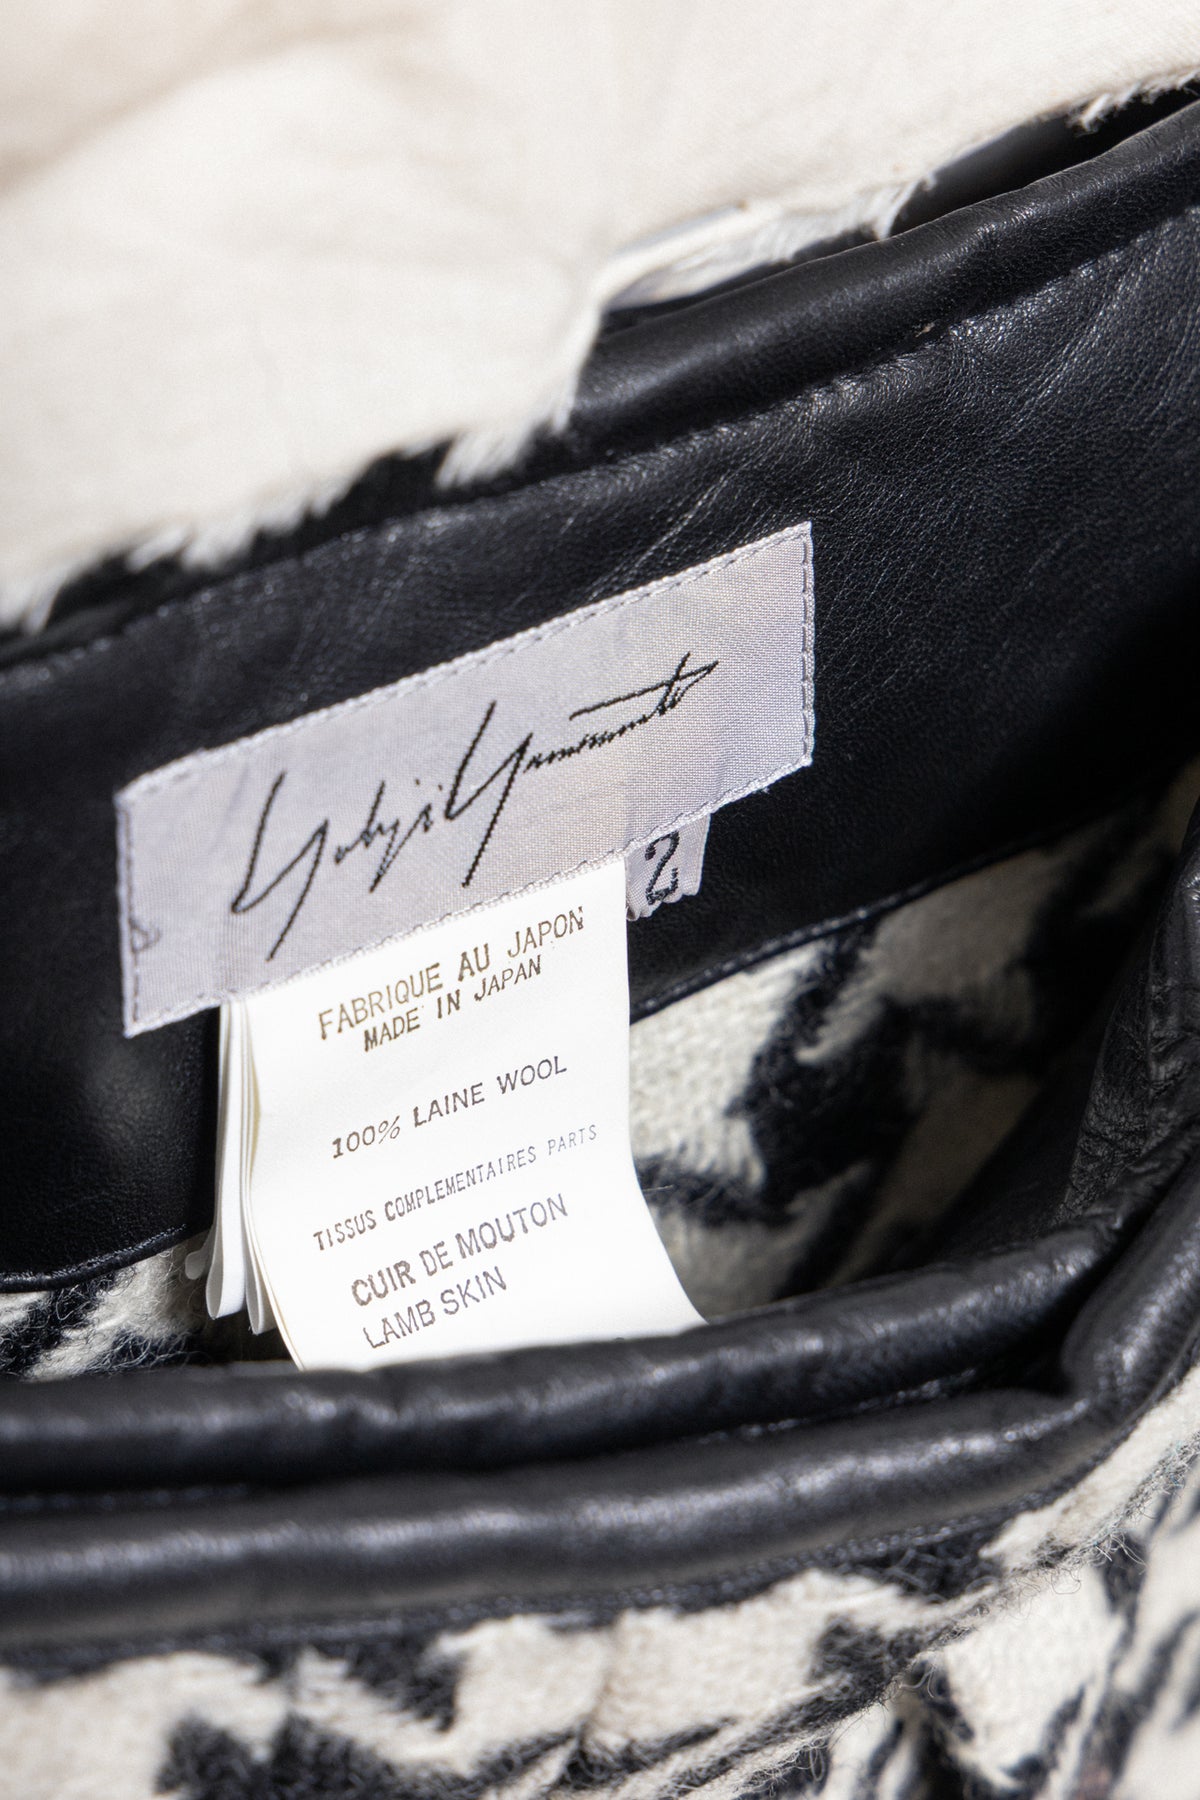 Yohji Yamamoto
2
FABRIQUE AU JAPON
MADE IN JAPAN
100% LAINE WOOL
TISSUS COMPLEMENTAIRES PARTS
CUIR DE MOUTON
LAMB SKIN